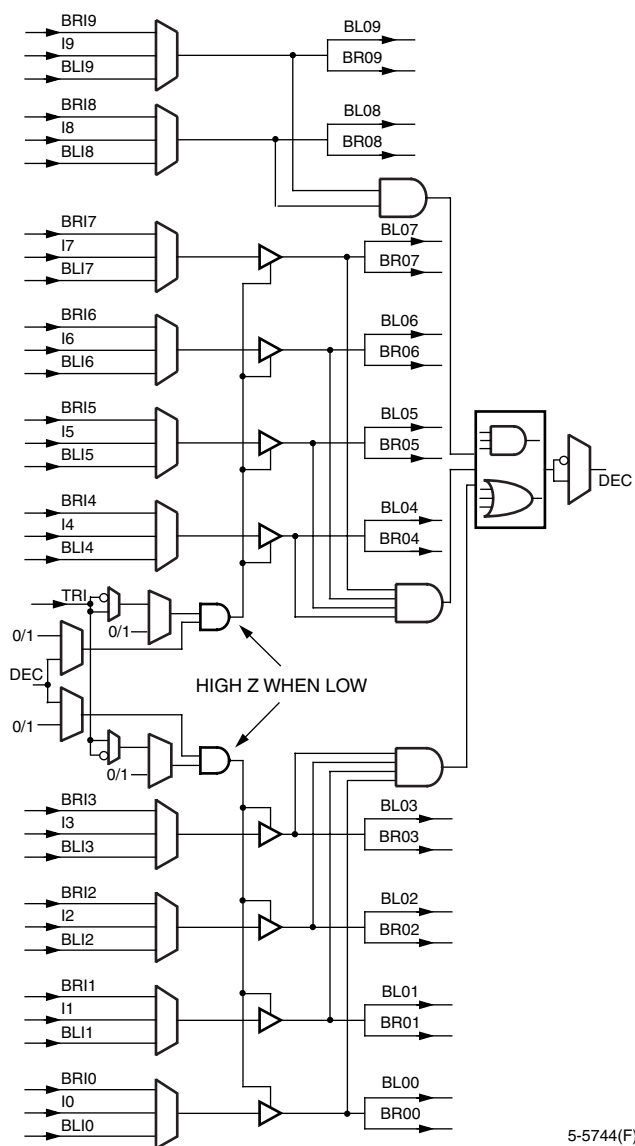 BRI9
I9
BLI9
BL09
BR09
BRI8
I8
BLI8
BL08
BR08
BRI7
I7
BLI7
BL07
BR07
BRI6
I6
BLI6
BL06
BR06
BRI5
I5
BLI5
BL05
BR05
BRI4
I4
BLI4
BL04
BR04
DEC
TRI
0/1
0/1
DEC
HIGH Z WHEN LOW
0/1
0/1
BRI3
I3
BLI3
BL03
BR03
BRI2
I2
BLI2
BL02
BR02
BRI1
I1
BLI1
BL01
BR01
BRI0
I0
BLI0
BL00
BR00
5-5744(F)